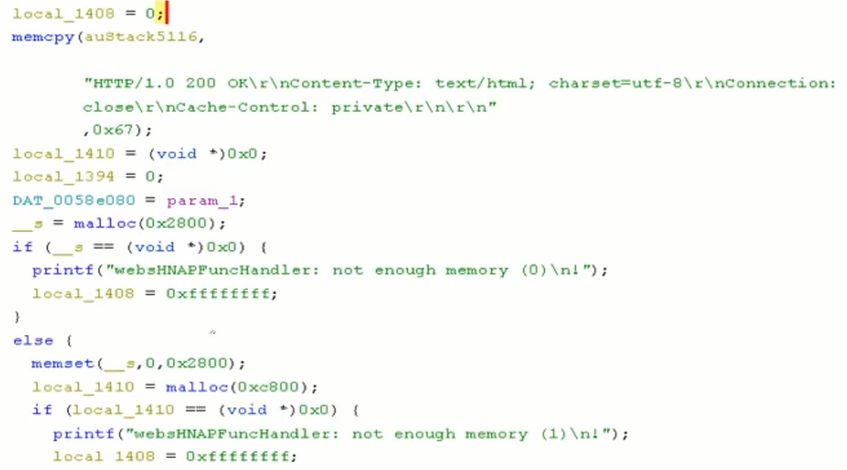 local_1408 = 0;
memcpy(auStack5116,
"HTTP/1.0 200 OK\r\nContent-Type: text/html; charset=utf-8\r\nConnection:
close\r\nCache-Control: private\r\n\r\n"
,0x67);
local_1410 = (void *)0x0;
local_1394 = 0;
DAT_0058e080 = param_1;
__s = malloc(0x2800);
if (__s == (void *)0x0) {
printf("websHNAPFuncHandler: not enough memory (0)\n!");
local_1408 = 0xffffffff;
}
else {
memset(__s,0,0x2800);
local_1410 = malloc(0xc800);
if (local_1410 == (void *)0x0) {
printf("websHNAPFuncHandler: not enough memory (1)\n!");
local_1408 = 0xffffffff;